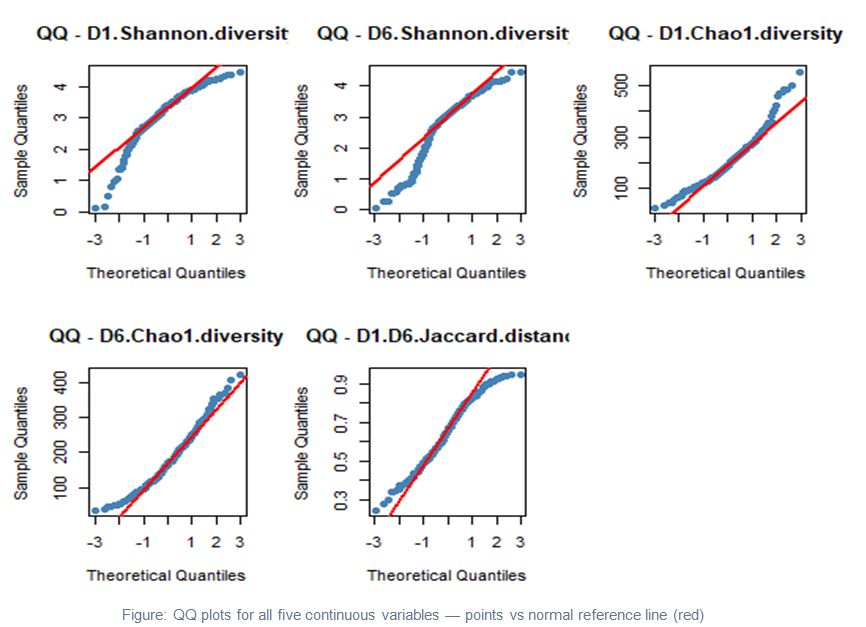 QQ - D1.Shannon.diversit
QQ - D6.Shannon.diversit
QQ - D1.Chao1.diversity
Sample Quantiles
0 1 2 3 4
-3 -1 1 2 3
Theoretical Quantiles
Sample Quantiles
0 1 2 3 4
-3 -1 1 2 3
Theoretical Quantiles
Sample Quantiles
100 300 500
-3 -1 1 2 3
Theoretical Quantiles
QQ - D6.Chao1.diversity
QQ - D1.D6.Jaccard.distanc
Sample Quantiles
100 200 300 400
-3 -1 1 2 3
Theoretical Quantiles
Sample Quantiles
0.3 0.5 0.7 0.9
-3 -1 1 2 3
Theoretical Quantiles
Figure: QQ plots for all five continuous variables — points vs normal reference line (red)